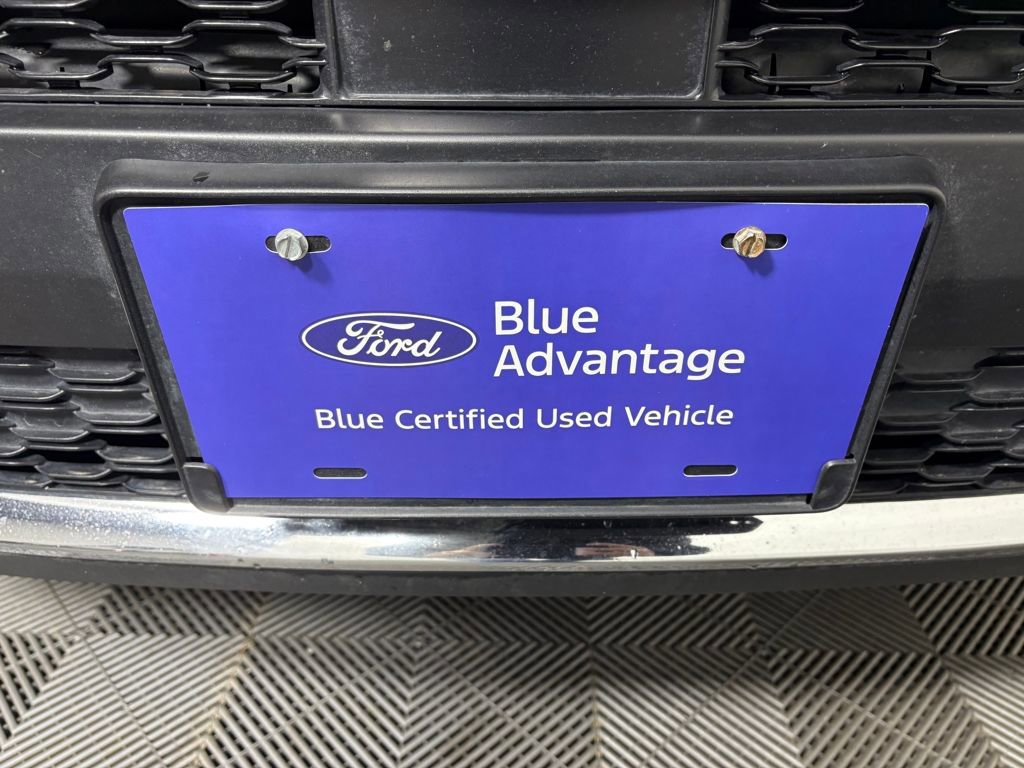 Ford
Blue
Advantage
Blue Certified Used Vehicle